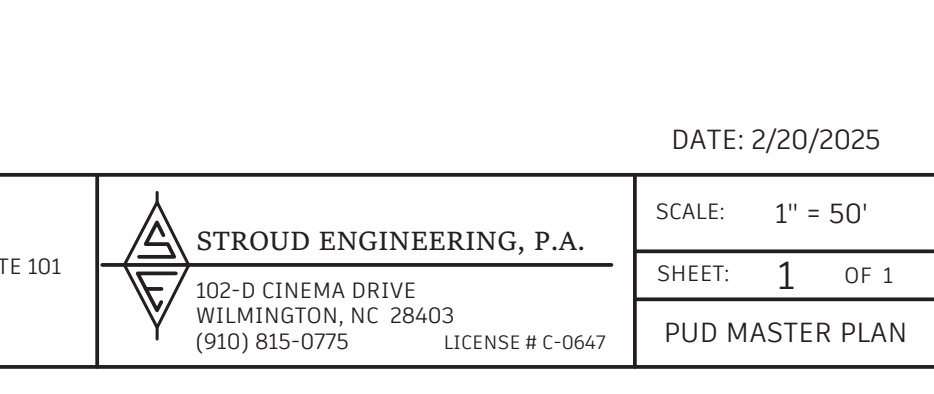 DATE: 2/20/2025
TE 101
S
E
STROUD ENGINEERING, P.A.
102-D CINEMA DRIVE
WILMINGTON, NC 28403
(910) 815-0775 LICENSE # C-0647
SCALE: 1" = 50'
SHEET: 1 OF 1
PUD MASTER PLAN